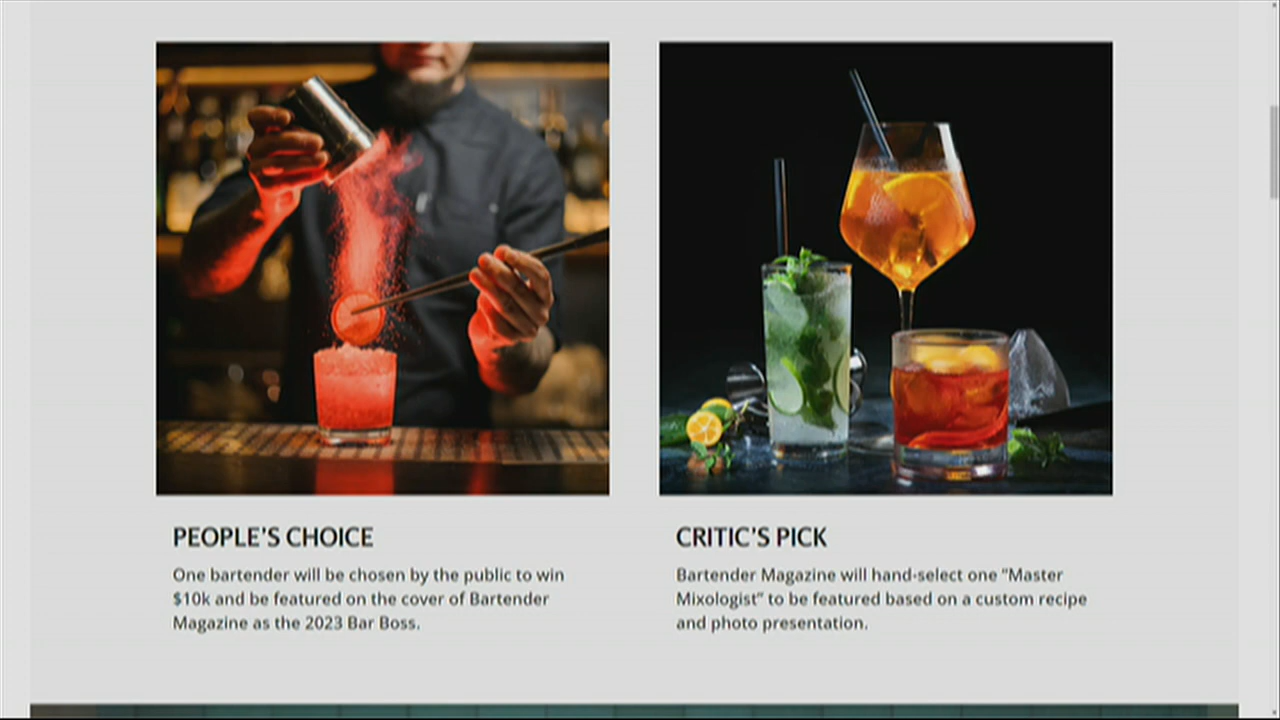 PEOPLE'S CHOICE
One bartender will be chosen by the public to win
$10k and be featured on the cover of Bartender
Magazine as the 2023 Bar Boss.
CRITIC'S PICK
Bartender Magazine will hand-select one "Master
Mixologist" to be featured based on a custom recipe
and photo presentation.